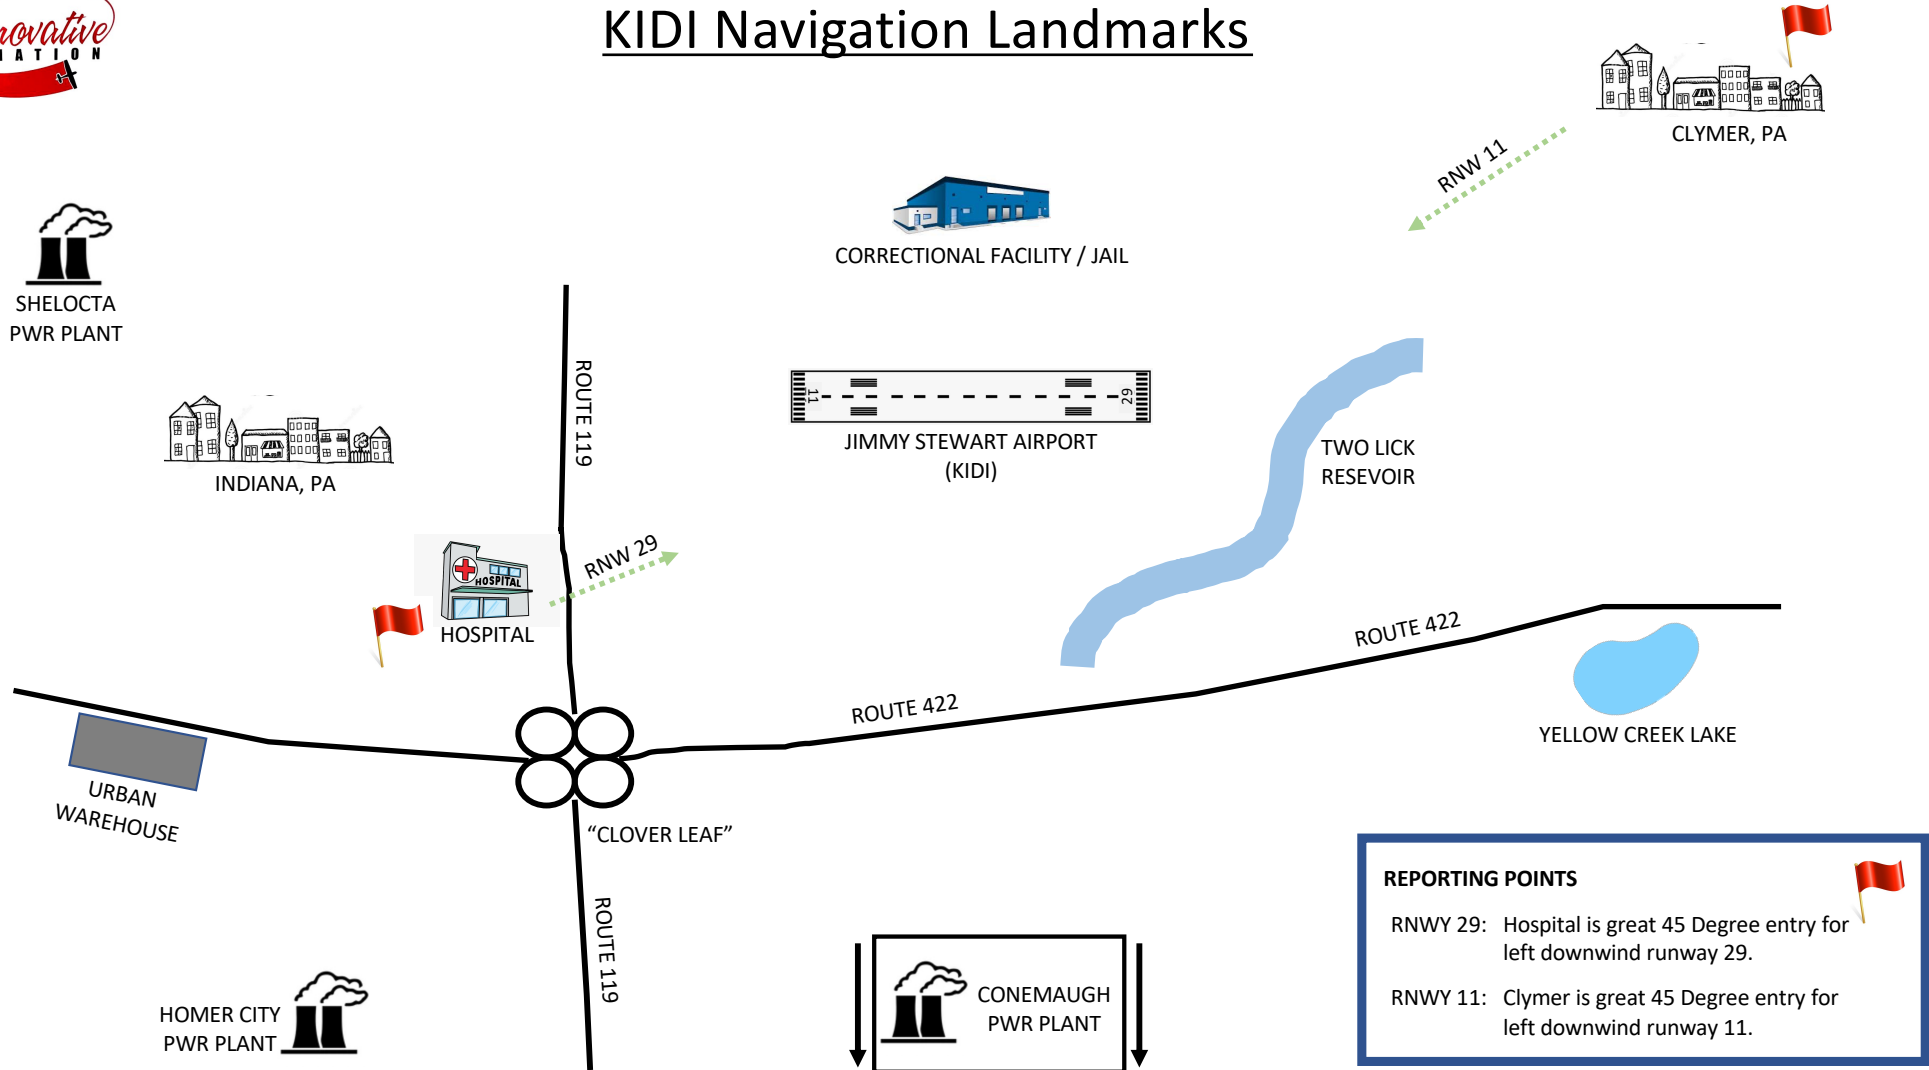 KIDI Navigation Landmarks
CLYMER, PA
RNW 11
CORRECTIONAL FACILITY / JAIL
SHELOCTA
PWR PLANT
ROUTE 119
11
29
JIMMY STEWART AIRPORT
(KIDI)
TWO LICK
RESEVOIR
INDIANA, PA
RNW 29
HOSPITAL
HOSPITAL
ROUTE 422
ROUTE 422
YELLOW CREEK LAKE
URBAN
WAREHOUSE
“CLOVER LEAF”
ROUTE 119
HOMER CITY
PWR PLANT
CONEMAUGH
PWR PLANT
REPORTING POINTS
RNWY 29: Hospital is great 45 Degree entry for
left downwind runway 29.
RNWY 11: Clymer is great 45 Degree entry for
left downwind runway 11.